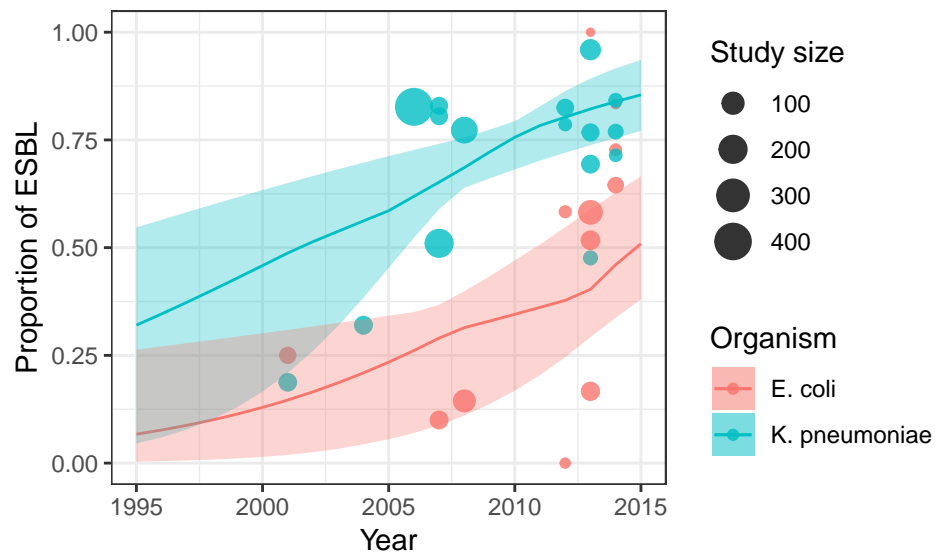 Proportion of ESBL
1.00
0.75
0.50
0.25
0.00
1995
2000
2005
2010
2015
Year
Study size
100
200
300
400
Organism
E. coli
K. pneumoniae